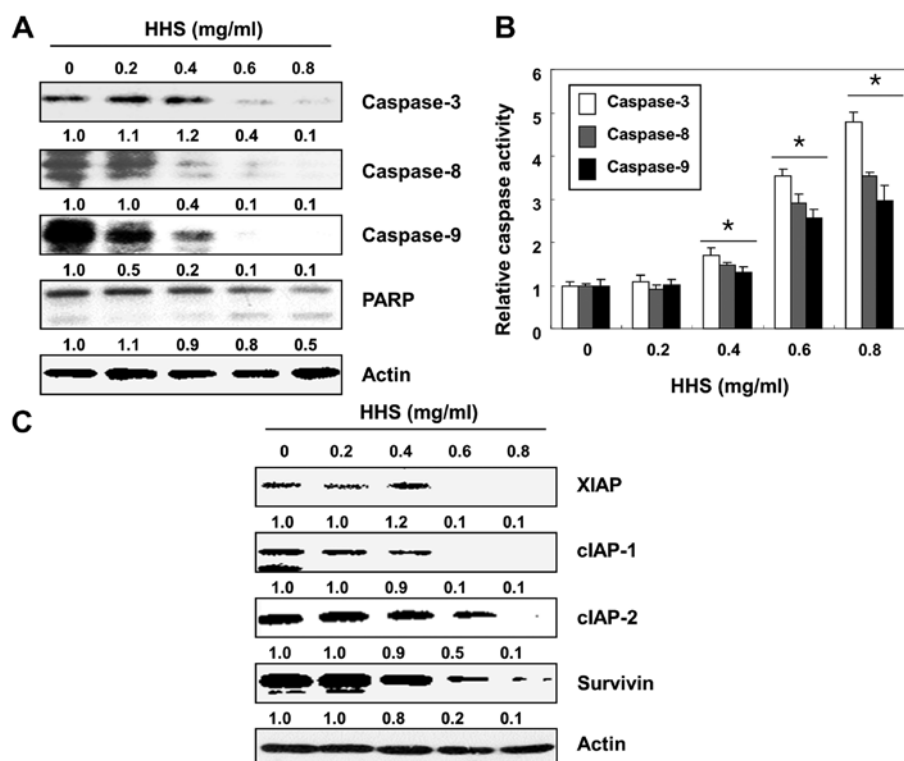 A
HHS (mg/ml)
0 0.2 0.4 0.6 0.8
Caspase-3
1.0 1.1 1.2 0.4 0.1
Caspase-8
1.0 1.0 0.4 0.1 0.1
Caspase-9
1.0 0.5 0.2 0.1 0.1
PARP
1.0 1.1 0.9 0.8 0.5
Actin
B
Relative caspase activity
6
5
4
3
2
1
0
Caspase-3
Caspase-8
Caspase-9
*
*
*
0 0.2 0.4 0.6 0.8
HHS (mg/ml)
C
HHS (mg/ml)
0 0.2 0.4 0.6 0.8
XIAP
1.0 1.0 1.2 0.1 0.1
cIAP-1
1.0 1.0 0.9 0.1 0.1
cIAP-2
1.0 1.0 0.9 0.5 0.1
Survivin
1.0 1.0 0.8 0.2 0.1
Actin